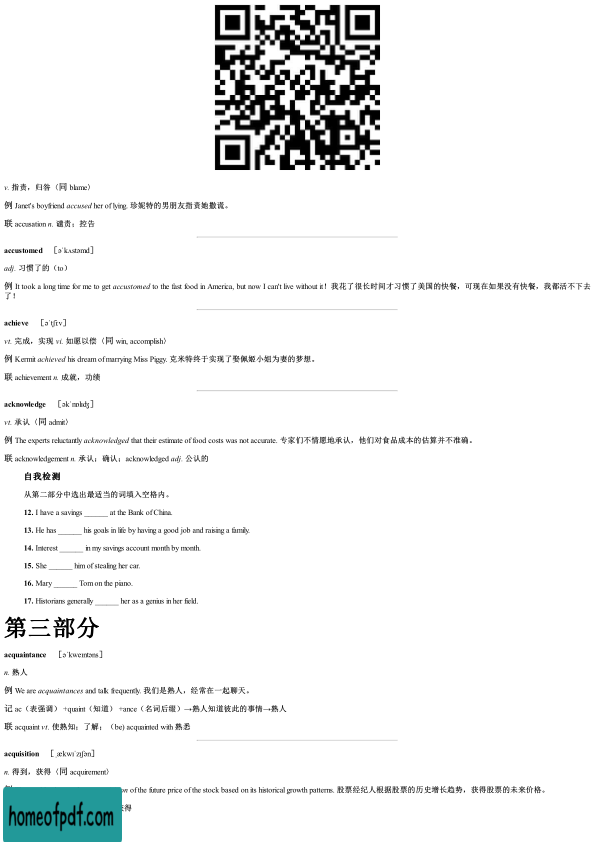 v. 指责，归咎（同 blame）
例 Janet's boyfriend accused her of lying. 珍妮特的男朋友指责她撒谎。
联 accusation n. 谴责；控告
accustomed [əˈkʌstəmd]
adj. 习惯了的（to）
例 It took a long time for me to get accustomed to the fast food in America, but now I can't live without it！我花了很长时间才习惯了美国的快餐，可现在如果没有快餐，我都活不下去
了！
achieve [əˈtʃiːv]
vt. 完成，实现 vi. 如愿以偿（同 win, accomplish）
例 Kermit achieved his dream of marrying Miss Piggy. 克米特终于实现了娶佩姬小姐为妻的梦想。
联 achievement n. 成就，功绩
acknowledge [əkˈnɒlɪdʒ]
vt. 承认（同 admit）
例 The experts reluctantly acknowledged that their estimate of food costs was not accurate. 专家们不情愿地承认，他们对食品成本的估算并不准确。
联 acknowledgement n. 承认；确认；acknowledged adj. 公认的
自我检测
从第二部分中选出最适当的词填入空格内。
12. I have a savings ______ at the Bank of China.
13. He has ______ his goals in life by having a good job and raising a family.
14. Interest ______ in my savings account month by month.
15. She ______ him of stealing her car.
16. Mary ______ Tom on the piano.
17. Historians generally ______ her as a genius in her field.
第三部分
acquaintance [əˈkweɪntəns]
n. 熟人
例 We are acquaintances and talk frequently. 我们是熟人，经常在一起聊天。
记 ac（表强调） +quaint（知道） +ance（名词后缀）→熟人知道彼此的事情→熟人
联 acquaint vt. 使熟知；了解；（be) acquainted with 熟悉
acquisition [ˌækwɪˈzɪʃən]
n. 得到，获得（同 acquirement）
of the future price of the stock based on its historical growth patterns. 股票经纪人根据股票的历史增长趋势，获得股票的未来价格。
homeofpdf.com